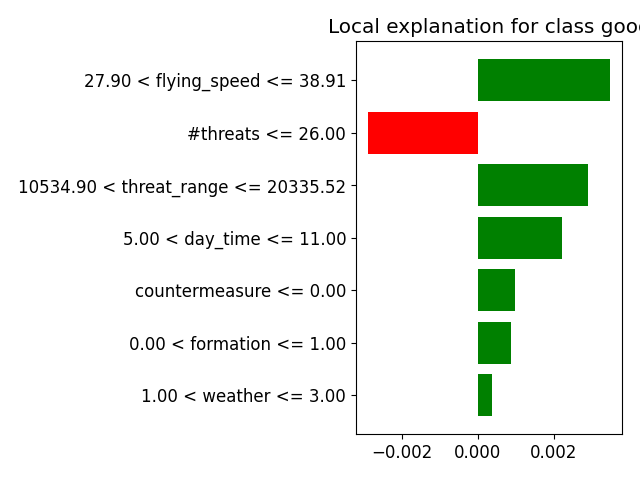 Local explanation for class good
27.90 < flying_speed <= 38.91
#threats <= 26.00
10534.90 < threat_range <= 20335.52
5.00 < day_time <= 11.00
countermeasure <= 0.00
0.00 < formation <= 1.00
1.00 < weather <= 3.00
−0.002 0.000 0.002